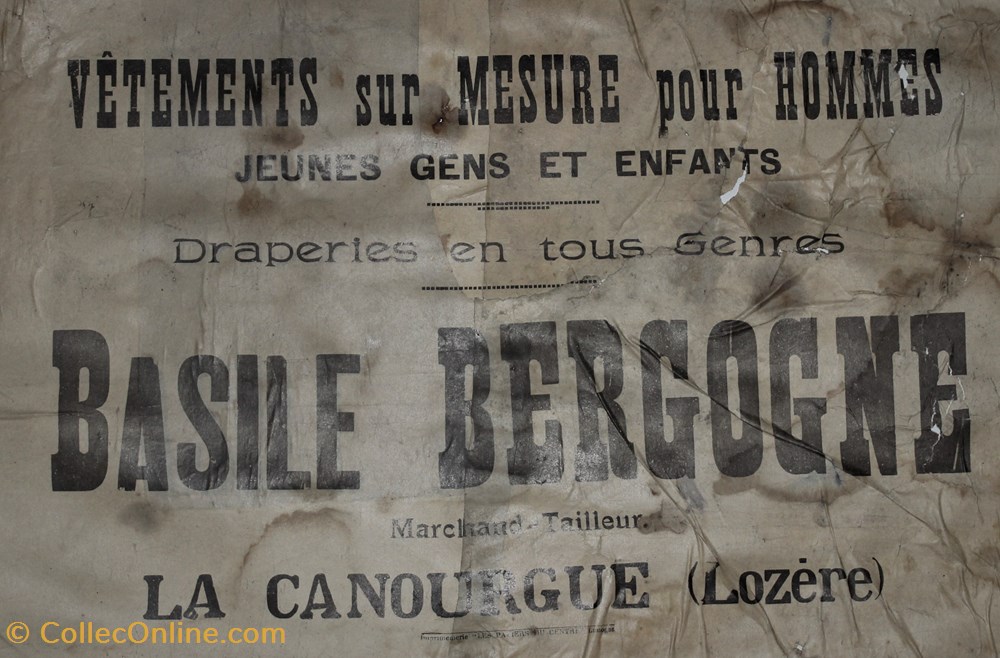 VÊTEMENTS sur MESURE pour HOMMES
JEUNES GENS ET ENFANTS
Draperies en tous Genres
BASILE BERGOGNE
Marchand-Tailleur.
LA CANOURGUE (Lozère)
© CollecOnline.com